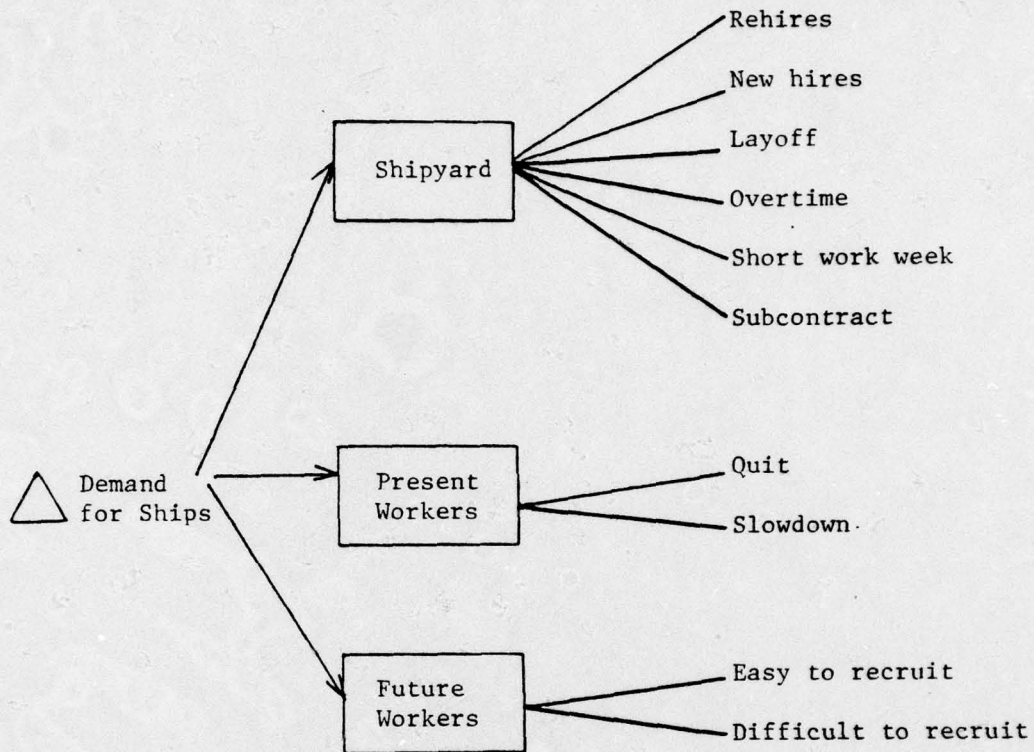 Rehires
New hires
Layoff
Shipyard
Overtime
Short work week
Subcontract
Demand
for Ships
Present
Workers
Quit
Slowdown
Future
Workers
Easy to recruit
Difficult to recruit